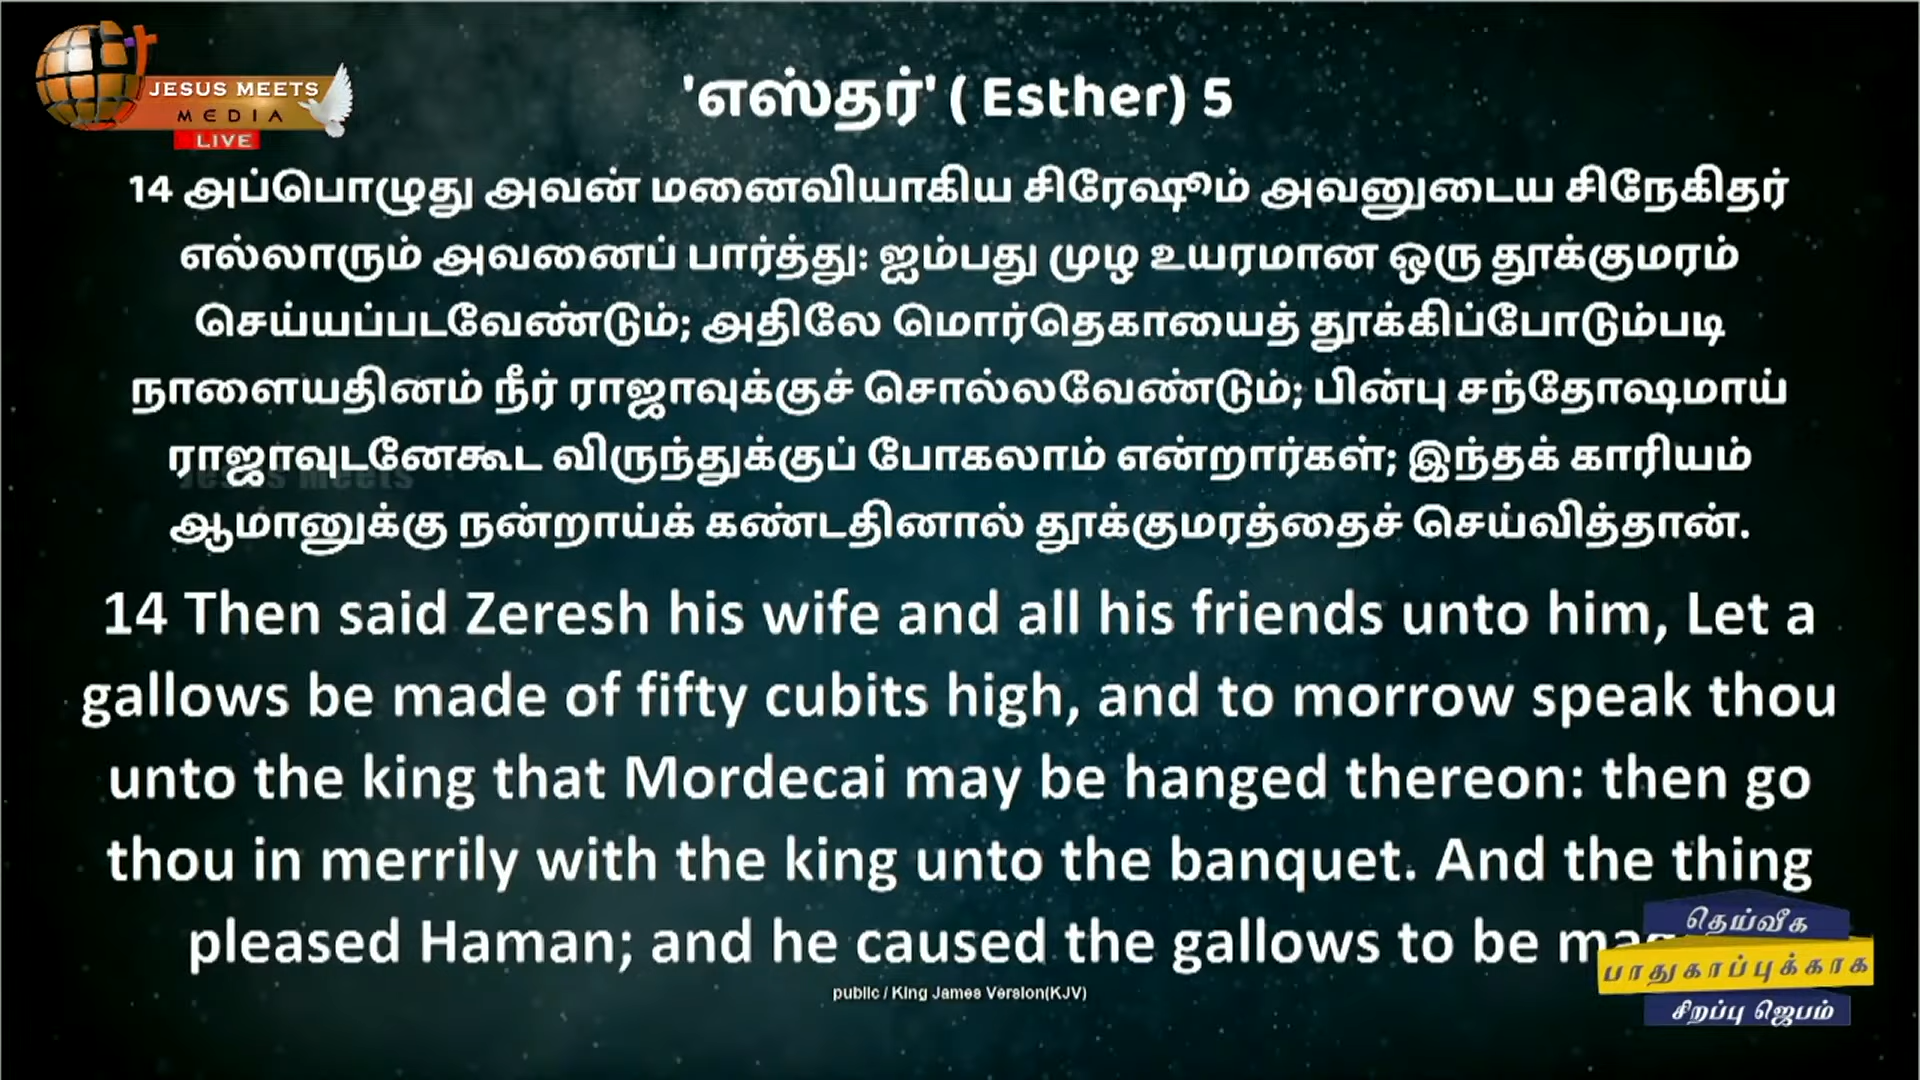 JESUS MEETS
MEDIA
LIVE
'எஸ்தர்' ( Esther) 5
14 அப்பொழுது அவன் மனைவியாகிய சிரேஷும் அவனுடைய சிநேகிதர்
எல்லாரும் அவனைப் பார்த்து: ஐம்பது முழ உயரமான ஒரு தூக்குமரம்
செய்யப்படவேண்டும்; அதிலே மொர்தெகாயைத் தூக்கிப்போடும்படி
நாளையதினம் நீர் ராஜாவுக்குச் சொல்லவேண்டும்; பின்பு சந்தோஷமாய்
ராஜாவுடனேகூட விருந்துக்குப் போகலாம் என்றார்கள்; இந்தக் காரியம்
Jesus Meets
ஆமானுக்கு நன்றாய்க் கண்டதினால் தூக்குமரத்தைச் செய்வித்தான்.
14 Then said Zeresh his wife and all his friends unto him, Let a
gallows be made of fifty cubits high, and to morrow speak thou
unto the king that Mordecai may be hanged thereon: then go
thou in merrily with the king unto the banquet. And the thing
pleased Haman; and he caused the gallows to be
public / King James Version(KJV)
தெய்வீக
பாதுகாப்புக்காக
சிறப்பு ஜெபம்